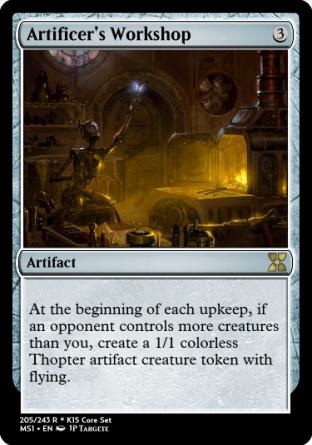 Artificer's Workshop 3
Artifact
At the beginning of each upkeep, if
an opponent controls more creatures
than you, create a 1/1 colorless
Thopter artifact creature token with
flying.
205/243 R * K15 Core Set
MS1 • EN JP Targete